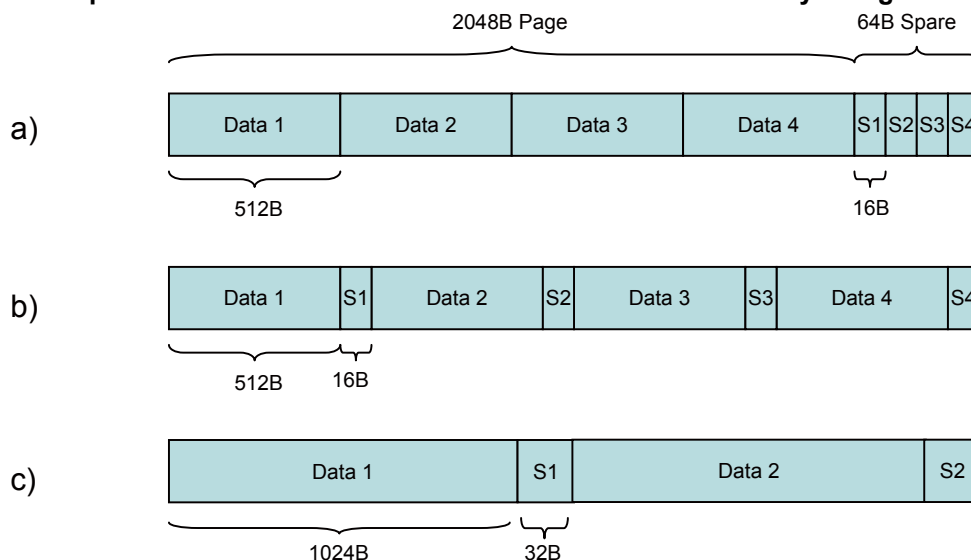 2048B Page 64B Spare
a) Data 1 Data 2 Data 3 Data 4 S1 S2 S3 S4
512B 16B
b) Data 1 S1 Data 2 S2 Data 3 S3 Data 4 S4
512B 16B
c) Data 1 S1 Data 2 S2
1024B 32B